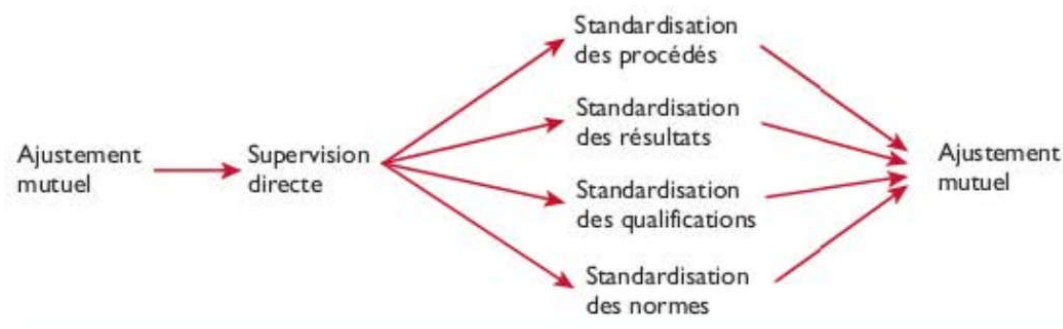 Ajustement
mutuel
Supervision
directe
Standardisation
des procédés
Standardisation
des résultats
Standardisation
des qualifications
Standardisation
des normes
Ajustement
mutuel